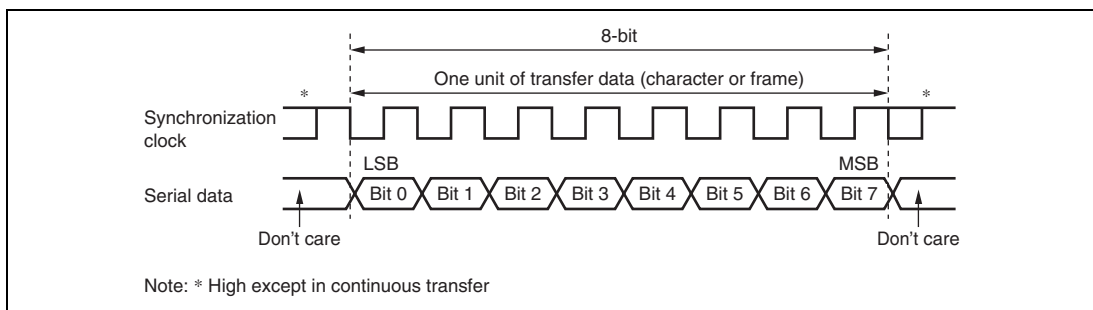 8-bit
One unit of transfer data (character or frame)
* *
Synchronization
clock
LSB MSB
Serial data Bit 0 Bit 1 Bit 2 Bit 3 Bit 4 Bit 5 Bit 6 Bit 7
Don't care Don't care
Note: * High except in continuous transfer